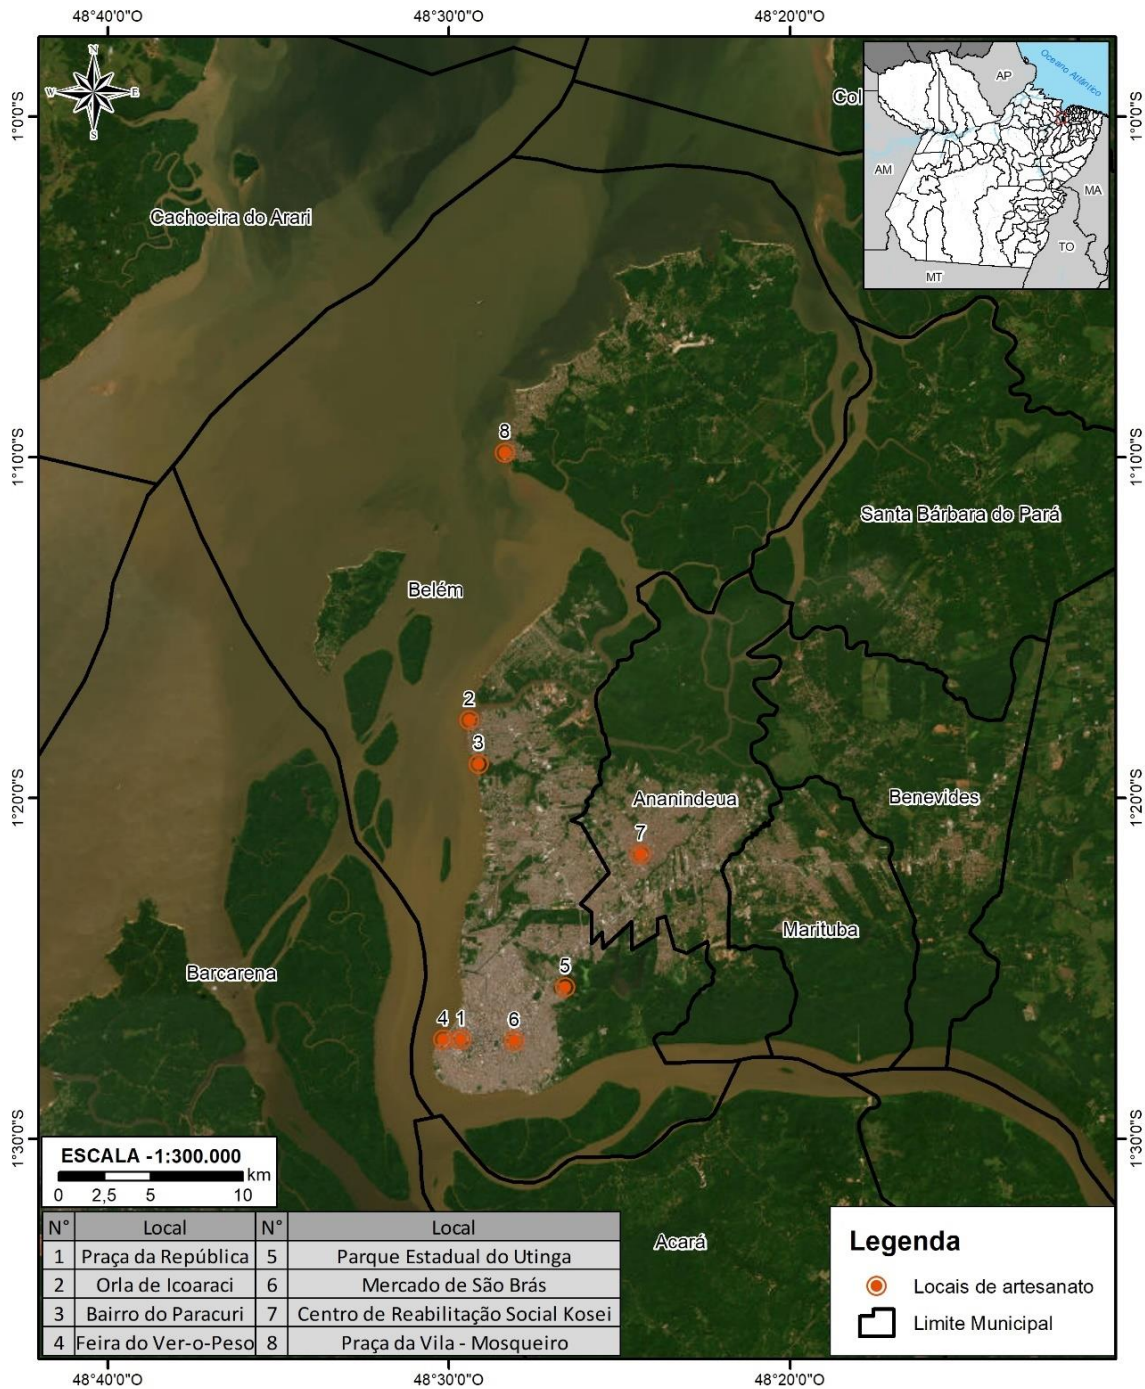 48°40'0"O 48°30'0"O 48°20'0"O
N
W E
S
1°0'0"S
1°0'0"S
Col
Oceano Atlântico
AP
AM
MA
TO
MT
Cachoeira do Arari
8
1°10'0"S
1°10'0"S
Santa Bárbara do Pará
Belém
2
3
1°20'0"S
1°20'0"S
Ananindeua
Benevides
7
Marituba
Barcarena
5
4 1 6
1°30'0"S
1°30'0"S
ESCALA -1:300.000
km
0 2,5 5 10
Acará
N° Local N° Local
1 Praça da República 5 Parque Estadual do Utinga
2 Orla de Icoaraci 6 Mercado de São Brás
3 Bairro do Paracuri 7 Centro de Reabilitação Social Kosei
4 Feira do Ver-o-Peso 8 Praça da Vila - Mosqueiro
Legenda
Locais de artesanato
Limite Municipal
48°40'0"O 48°30'0"O 48°20'0"O